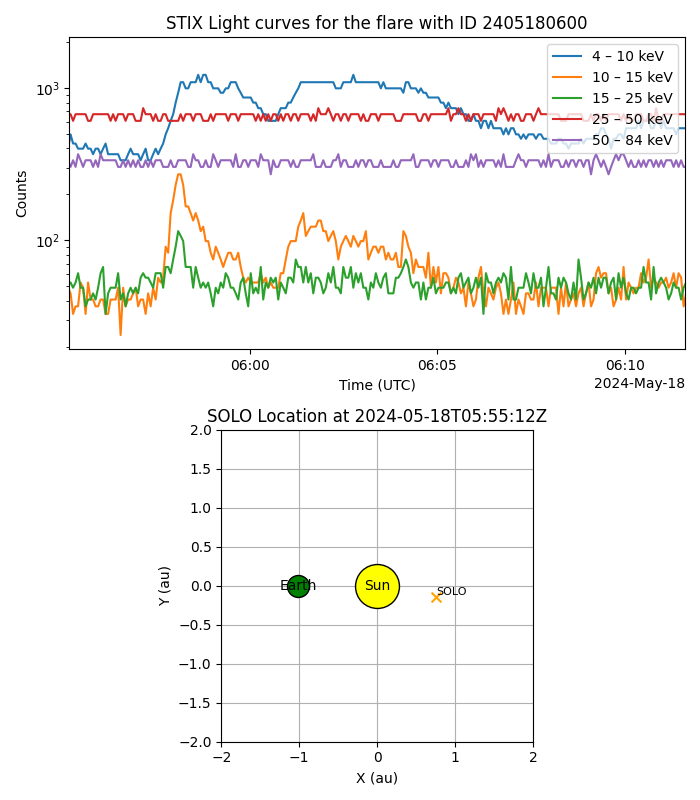 STIX Light curves for the flare with ID 2405180600
4 – 10 keV
10 – 15 keV
15 – 25 keV
25 – 50 keV
50 – 84 keV
10³
10²
Counts
06:00 06:05 06:10
Time (UTC)
2024-May-18
SOLO Location at 2024-05-18T05:55:12Z
2.0
1.5
1.0
0.5
0.0
−0.5
−1.0
−1.5
−2.0
Y (au)
Earth
Sun
SOLO
−2 −1 0 1 2
X (au)